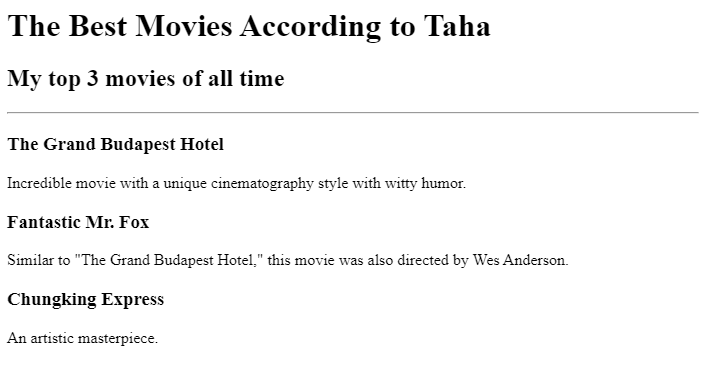 The Best Movies According to Taha
My top 3 movies of all time
The Grand Budapest Hotel
Incredible movie with a unique cinematography style with witty humor.
Fantastic Mr. Fox
Similar to "The Grand Budapest Hotel," this movie was also directed by Wes Anderson.
Chungking Express
An artistic masterpiece.